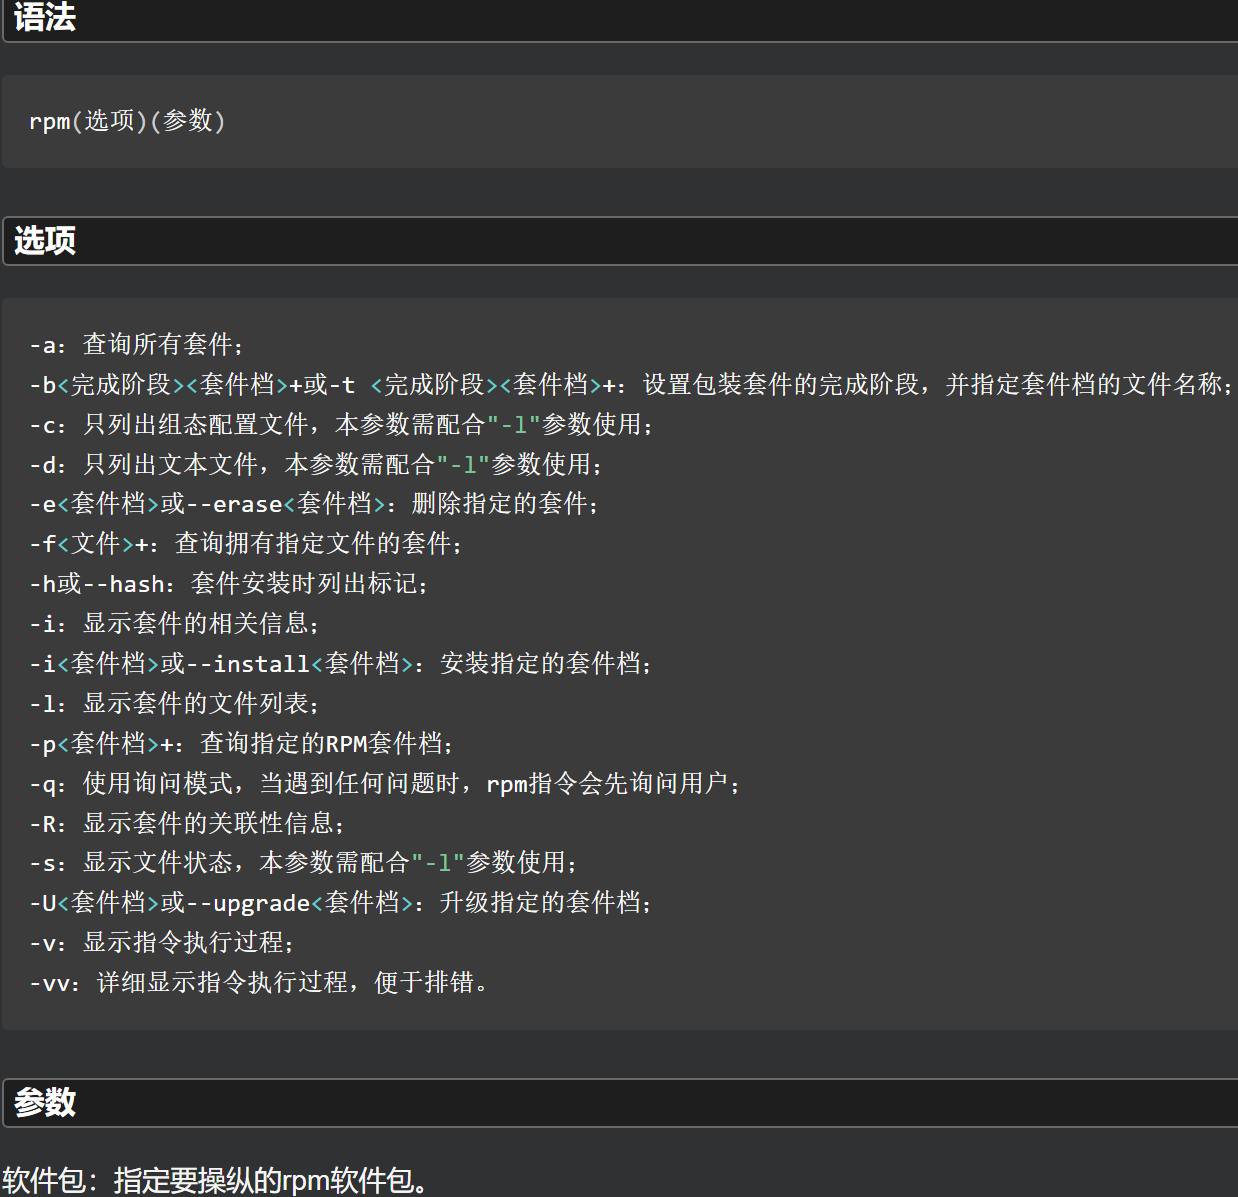 语法
rpm(选项)(参数)
选项
-a：查询所有套件；
-b<完成阶段><套件档>+或-t <完成阶段><套件档>+：设置包装套件的完成阶段，并指定套件档的文件名称；
-c：只列出组态配置文件，本参数需配合"-l"参数使用；
-d：只列出文本文件，本参数需配合"-l"参数使用；
-e<套件档>或--erase<套件档>：删除指定的套件；
-f<文件>+：查询拥有指定文件的套件；
-h或--hash：套件安装时列出标记；
-i：显示套件的相关信息；
-i<套件档>或--install<套件档>：安装指定的套件档；
-l：显示套件的文件列表；
-p<套件档>+：查询指定的RPM套件档；
-q：使用询问模式，当遇到任何问题时，rpm指令会先询问用户；
-R：显示套件的关联性信息；
-s：显示文件状态，本参数需配合"-l"参数使用；
-U<套件档>或--upgrade<套件档>：升级指定的套件档；
-v：显示指令执行过程；
-vv：详细显示指令执行过程，便于排错。
参数
软件包：指定要操纵的rpm软件包。